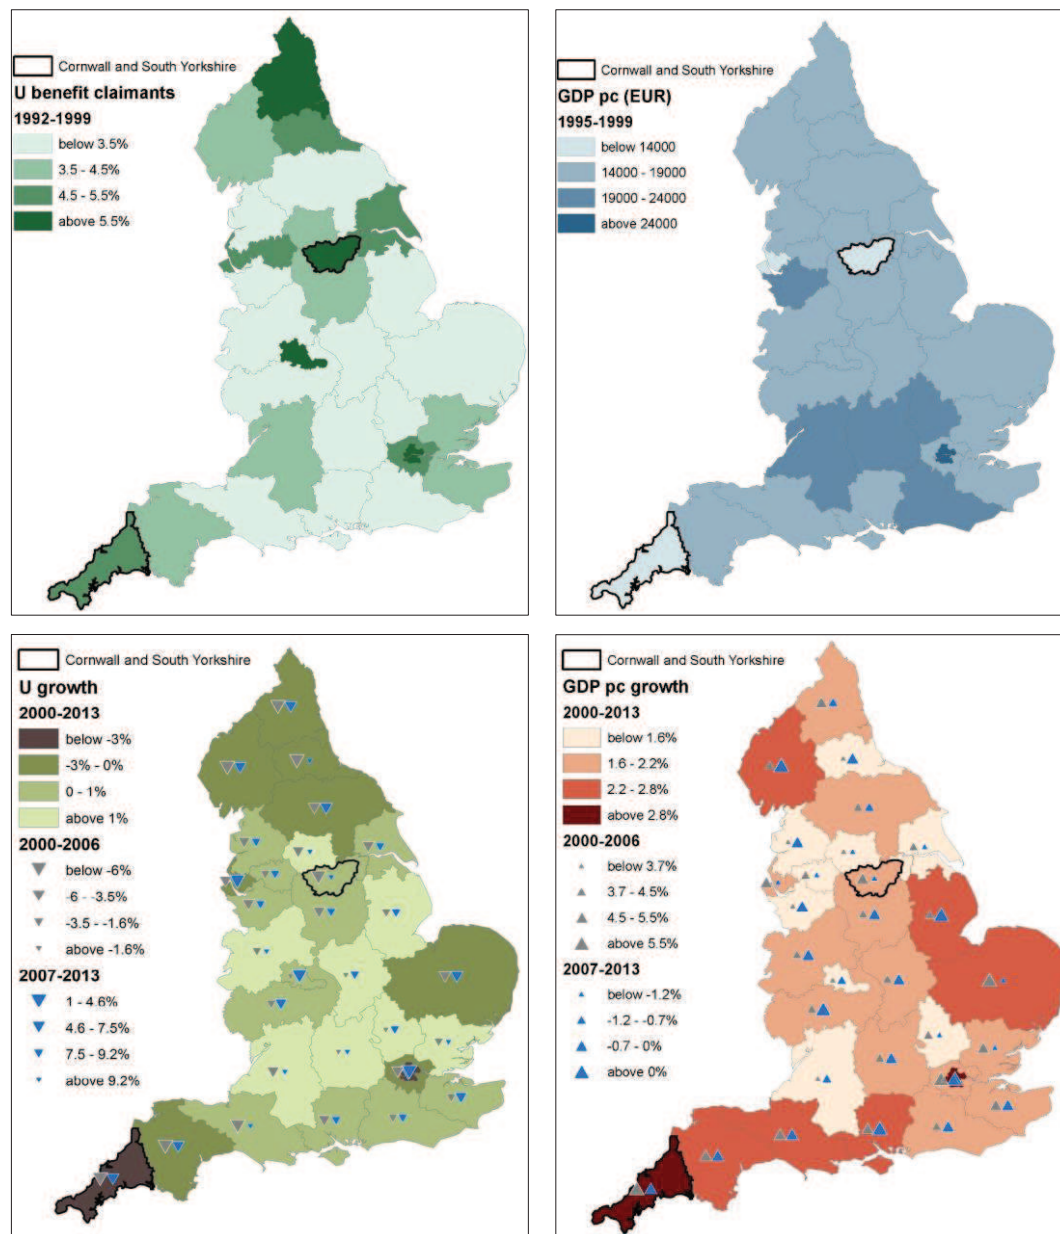 Cornwall and South Yorkshire
U benefit claimants
1992-1999
below 3.5%
3.5 - 4.5%
4.5 - 5.5%
above 5.5%
Cornwall and South Yorkshire
GDP pc (EUR)
1995-1999
below 14000
14000 - 19000
19000 - 24000
above 24000
Cornwall and South Yorkshire
U growth
2000-2013
below -3%
-3% - 0%
0 - 1%
above 1%
2000-2006
below -6%
-6 - -3.5%
-3.5 - -1.6%
above -1.6%
2007-2013
1 - 4.6%
4.6 - 7.5%
7.5 - 9.2%
above 9.2%
Cornwall and South Yorkshire
GDP pc growth
2000-2013
below 1.6%
1.6 - 2.2%
2.2 - 2.8%
above 2.8%
2000-2006
below 3.7%
3.7 - 4.5%
4.5 - 5.5%
above 5.5%
2007-2013
below -1.2%
-1.2 - -0.7%
-0.7 - 0%
above 0%